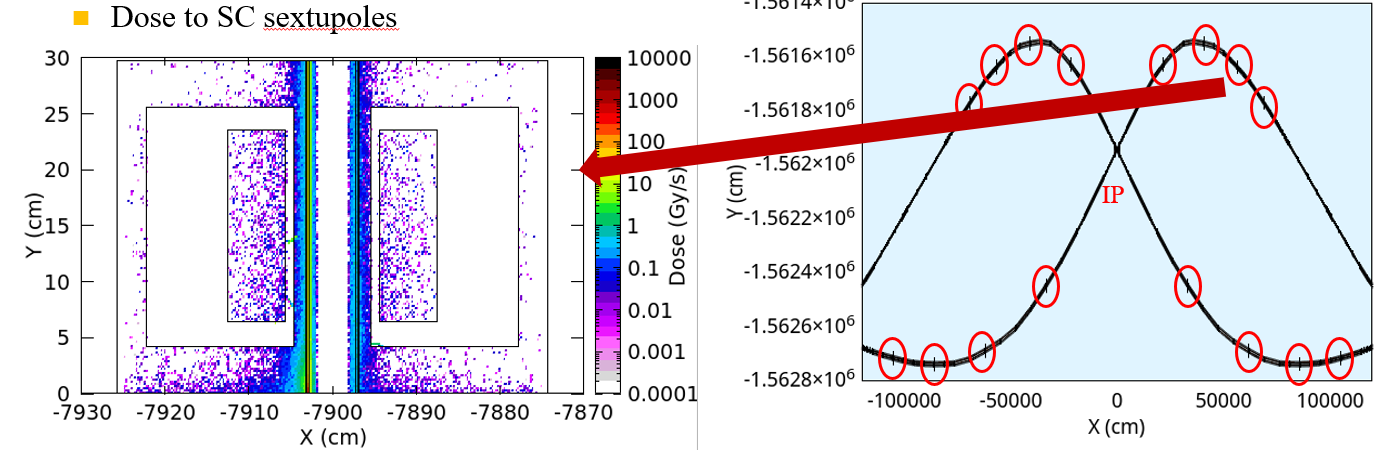 Dose to SC sextupoles
30
25
20
15
10
5
0
Y (cm)
-7930 -7920 -7910 -7900 -7890 -7880 -7870
X (cm)
10000
1000
100
10
1
0.1
0.01
0.001
0.0001
Dose (Gy/s)
-1.5614×10⁶
-1.5616×10⁶
-1.5618×10⁶
-1.562×10⁶
-1.5622×10⁶
-1.5624×10⁶
-1.5626×10⁶
-1.5628×10⁶
Y (cm)
IP
-100000 -50000 0 50000 100000
X (cm)